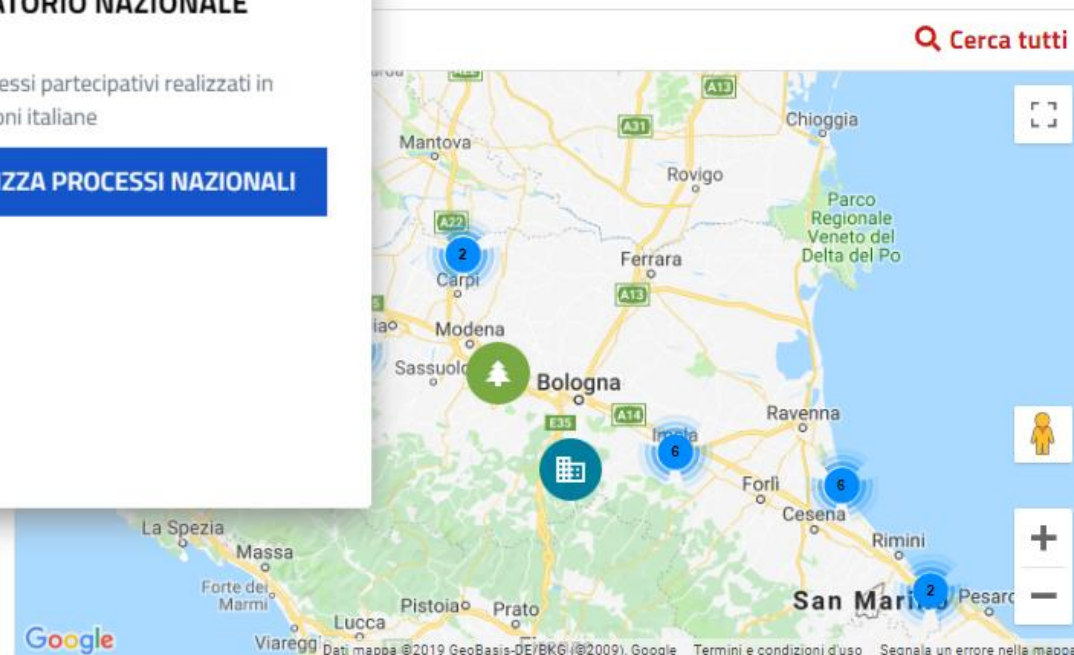 ATORIO NAZIONALE
essi partecipativi realizzati in
oni italiane
IZZA PROCESSI NAZIONALI
Cerca tutti
A13
Chioggia
A31
Mantova
Rovigo
Parco
Regionale
Veneto del
Delta del Po
A22
2
Ferrara
Carpi
A13
Modena
Sassuolo
Bologna
A14
E35
Ravenna
Imola
6
Forlì
6
Cesena
La Spezia
Massa
Rimini
Forte dei
Marmi
2
San Mari
Pesaro
Pistoia
Prato
Lucca
Viareggi
Google
Dati mappa ©2019 GeoBasis-DE/BKG (©2009), Google
Termini e condizioni d'uso
Segnala un errore nella mappa